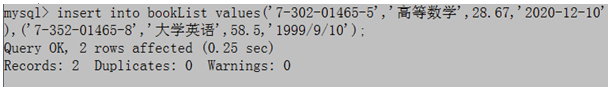 mysql> insert into bookList values('7-302-01465-5','高等数学',28.67,'2020-12-10'
),('7-352-01465-8','大学英语',58.5,'1999/9/10');
Query OK, 2 rows affected (0.25 sec)
Records: 2  Duplicates: 0  Warnings: 0